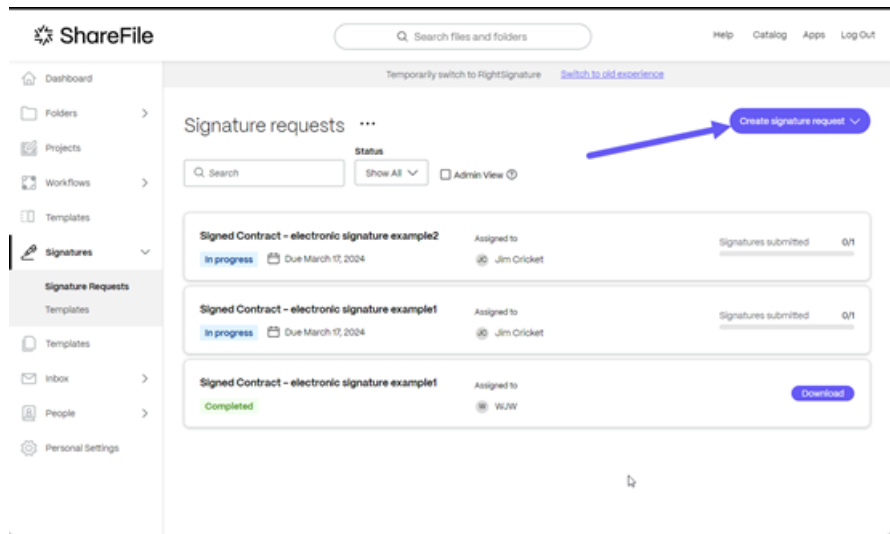 ShareFile
Search files and folders
Help Catalog Apps Log Out
Temporarily switch to RightSignature Switch to old experience
Dashboard
Folders
Projects
Workflows
Templates
Signatures
Signature Requests
Templates
Templates
Inbox
People
Personal Settings
Signature requests ...
Create signature request
Status
Search
Show All
Admin View
Signed Contract – electronic signature example2
In progress Due March 17, 2024
Assigned to
JC Jim Cricket
Signatures submitted 0/1
Signed Contract – electronic signature example1
In progress Due March 17, 2024
Assigned to
JC Jim Cricket
Signatures submitted 0/1
Signed Contract – electronic signature example1
Completed
Assigned to
W WJW
Download